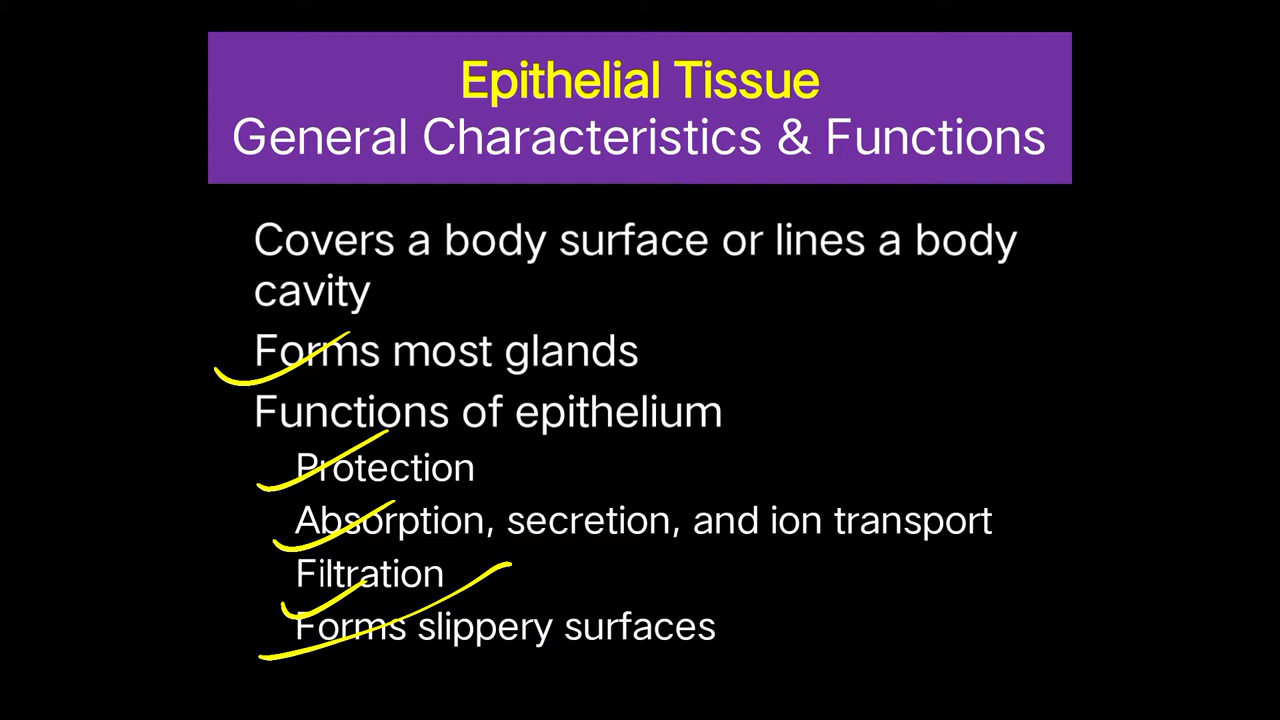 Epithelial Tissue
General Characteristics & Functions
Covers a body surface or lines a body
cavity
Forms most glands
Functions of epithelium
Protection
Absorption, secretion, and ion transport
Filtration
Forms slippery surfaces